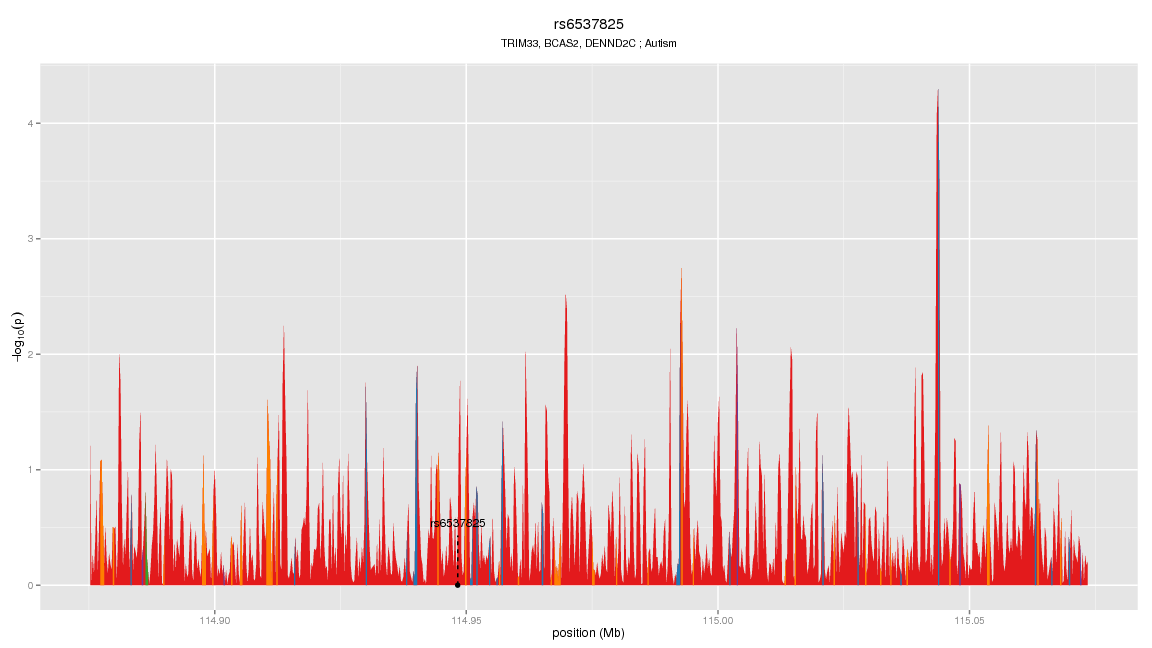 rs6537825
TRIM33, BCAS2, DENND2C ; Autism
4
3
2
1
0
−log10(p)
rs6537825
114.90
114.95
115.00
115.05
position (Mb)